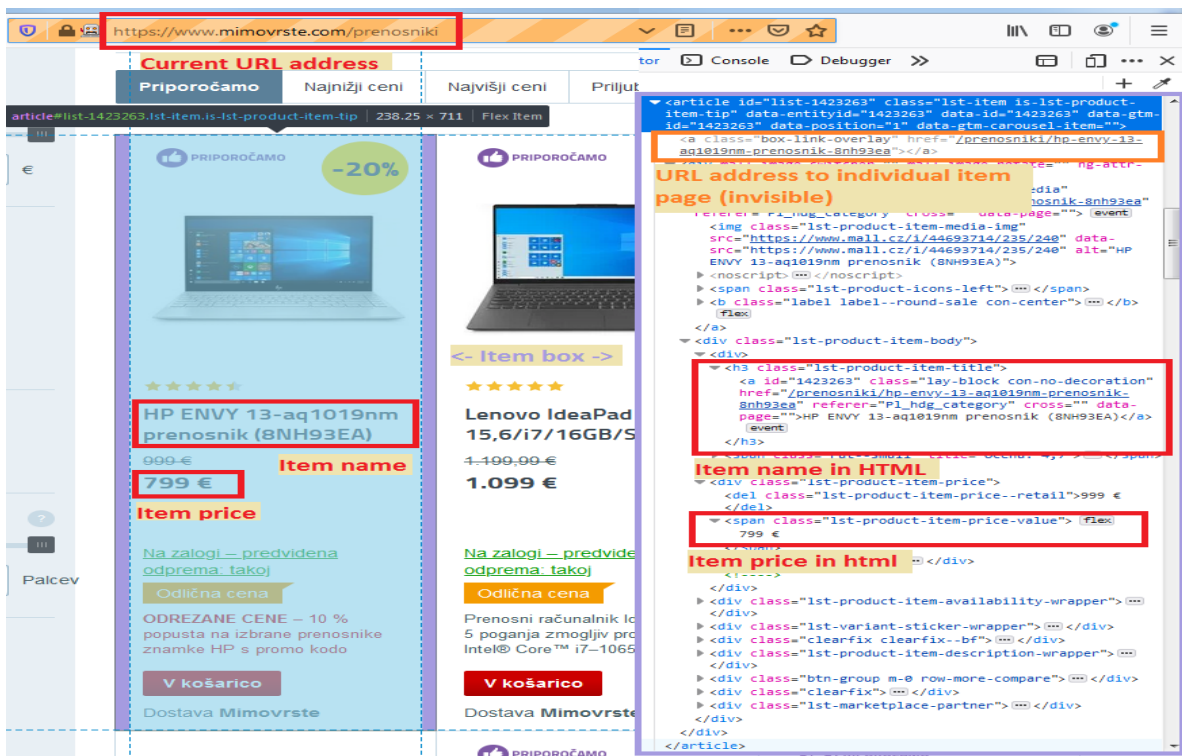 https://www.mimovrste.com/prenosniki
Current URL address
Priporočamo
Najnižji ceni
Najvišji ceni
Priljub
article#list-1423263.lst-item.is-lst-product-item-tip | 238.25 × 711 | Flex Item
€
PRIPOROČAMO
-20%
PRIPOROČAMO
<- Item box ->
HP ENVY 13-aq1019nm
prenosnik (8NH93EA)
999 €
Item name
799 €
Item price
Na zalogi – predvidena
odprema: takoj
Odlična cena
ODREZANE CENE – 10 %
popusta na izbrane prenosnike
znamke HP s promo kodo
V košarico
Dostava Mimovrste
Lenovo IdeaPad
15,6/i7/16GB/S
1.199,99 €
1.099 €
Na zalogi – predvide
odprema: takoj
Odlična cena
Prenosni računalnik
5 poganja zmogljiv pro
Intel® Core™ i7–1065
V košarico
Dostava Mimovrste
PRIPOROČAMO
?
Palcev
tor
Console
Debugger
<article id="list-1423263" class="lst-item is-lst-product-
item-tip" data-entityid="1423263" data-id="1423263" data-gtm-
id="1423263" data-position="1" data-gtm-carousel-item="">
<a class="box-link-overlay" href="/prenosniki/hp-envy-13-
aq1019nm-prenosnik-8nh93ea"></a>
URL address to individual item
page (invisible)
ng-attr-
edia"
osnik-8nh93ea"
referer="Pl_hdg_category" cross="" data-page=""> event
<img class="lst-product-item-media-img"
src="https://www.mall.cz/i/44693714/235/240" data-
src="https://www.mall.cz/i/44693714/235/240" alt="HP
ENVY 13-aq1019nm prenosnik (8NH93EA)">
<noscript></noscript>
<span class="lst-product-icons-left"></span>
<b class="label label--round-sale con-center"></b>
flex
</a>
<div class="lst-product-item-body">
<div>
<h3 class="lst-product-item-title">
<a id="1423263" class="lay-block con-no-decoration"
href="/prenosniki/hp-envy-13-aq1019nm-prenosnik-
8nh93ea" referer="Pl_hdg_category" cross="" data-
page="">HP ENVY 13-aq1019nm prenosnik (8NH93EA)</a>
event
</h3>
Item name in HTML
<div class="lst-product-item-price">
<del class="lst-product-item-price--retail">999 €
</del>
<span class="lst-product-item-price-value"> flex
799 €
Item price in html
</div>
<!---->
</div>
<div class="lst-product-item-availability-wrapper">
</div>
<div class="lst-variant-sticker-wrapper"></div>
<div class="clearfix clearfix--bf"></div>
<div class="lst-product-item-description-wrapper">
</div>
<div class="btn-group m-0 row-more-compare"></div>
<div class="clearfix"></div>
<div class="lst-marketplace-partner"></div>
</div>
</div>
</article>